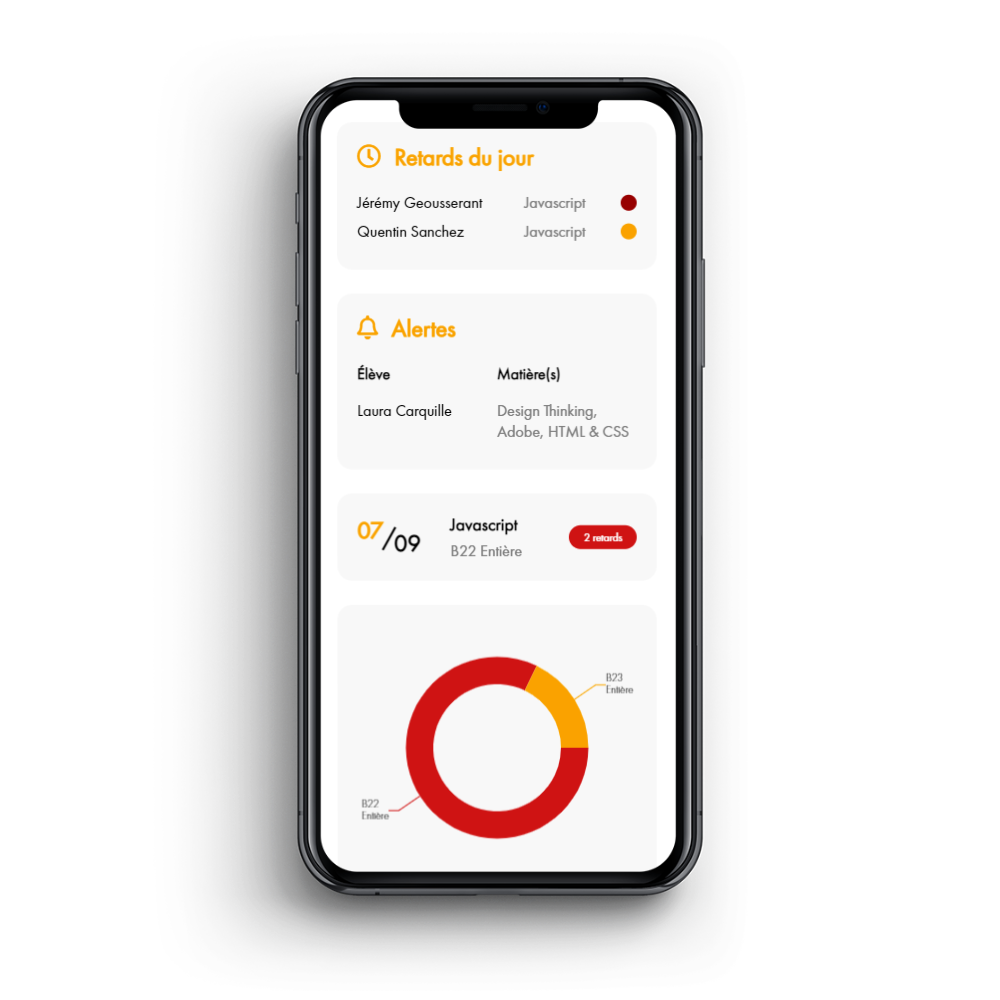 Retards du jour
Jérémy Geousserant Javascript
Quentin Sanchez Javascript
Alertes
Élève Matière(s)
Laura Carquille Design Thinking,
Adobe, HTML & CSS
07/09 Javascript 2 retards
B22 Entière
B23
Entière
B22
Entière